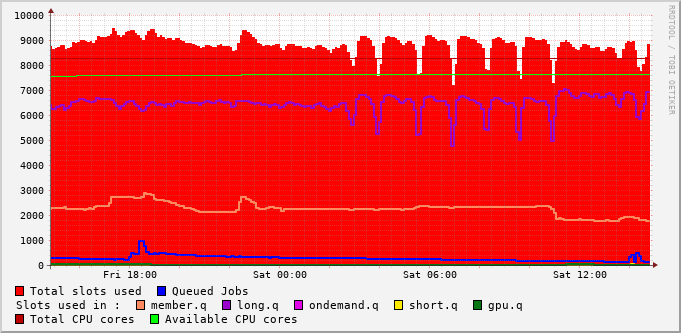 10000
9000
8000
7000
6000
5000
4000
3000
2000
1000
0
Fri 18:00 Sat 00:00 Sat 06:00 Sat 12:00
Total slots used Queued Jobs
Slots used in : member.q long.q ondemand.q short.q gpu.q
Total CPU cores Available CPU cores
RRDTOOL / TOBI OETIKER